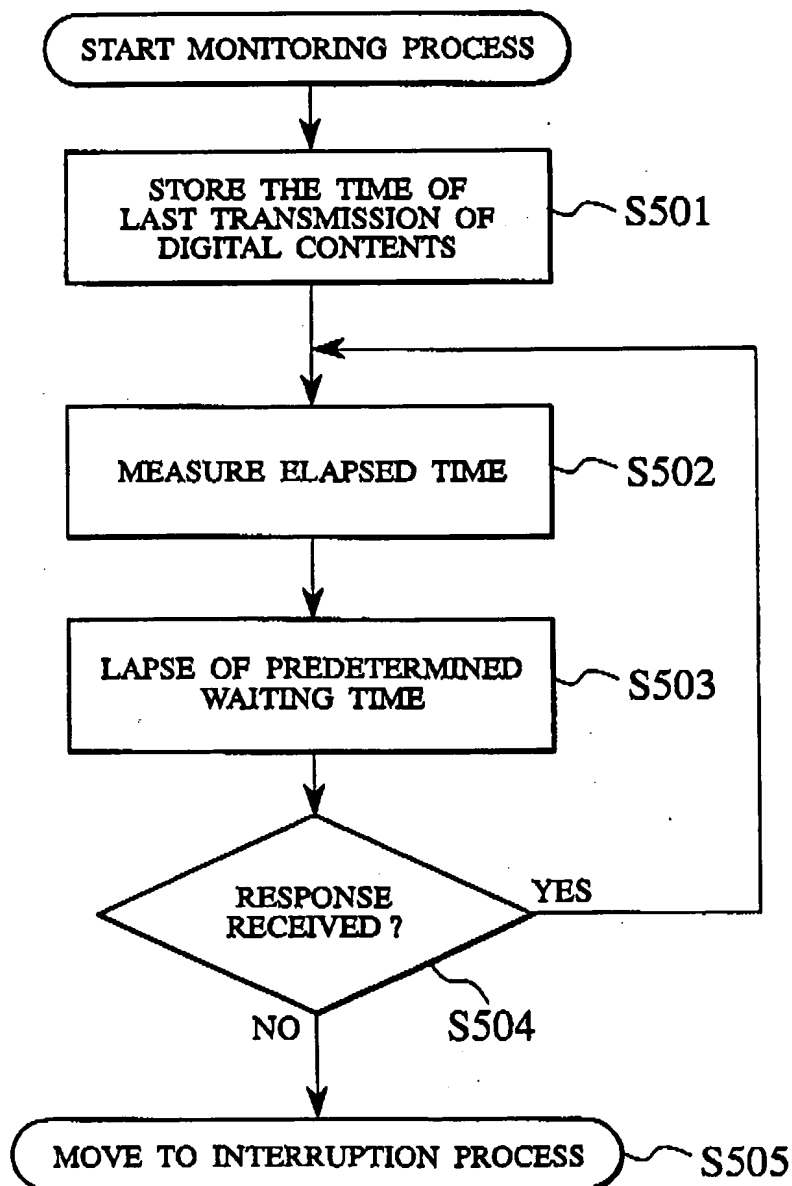 START MONITORING PROCESS
STORE THE TIME OF
LAST TRANSMISSION OF
DIGITAL CONTENTS
S501
MEASURE ELAPSED TIME
S502
LAPSE OF PREDETERMINED
WAITING TIME
S503
RESPONSE
RECEIVED ?
YES
S504
NO
MOVE TO INTERRUPTION PROCESS
S505